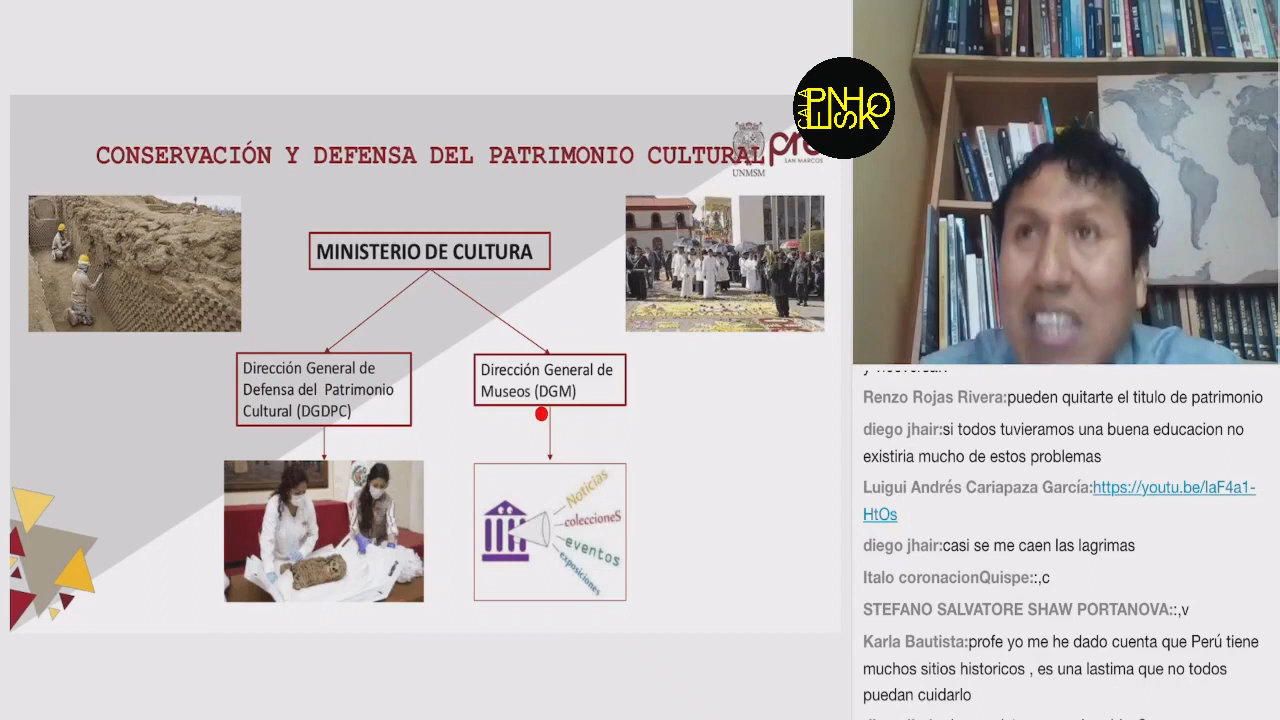 CONSERVACIÓN Y DEFENSA DEL PATRIMONIO CULTURAL
UNMSM
SAN MARCOS
MINISTERIO DE CULTURA
Dirección General de
Defensa del Patrimonio
Cultural (DGDPC)
Dirección General de
Museos (DGM)
Noticias
coleccioneS
eventos
exposiciones
Renzo Rojas Rivera:pueden quitarte el titulo de patrimonio
diego jhair:si todos tuvieramos una buena educacion no
existiria mucho de estos problemas
Luigui Andrés Cariapaza García:https://youtu.be/IaF4a1-
HtOs
diego jhair:casi se me caen las lagrimas
Italo coronacionQuispe::,c
STEFANO SALVATORE SHAW PORTANOVA::,v
Karla Bautista:profe yo me he dado cuenta que Perú tiene
muchos sitios historicos , es una lastima que no todos
puedan cuidarlo